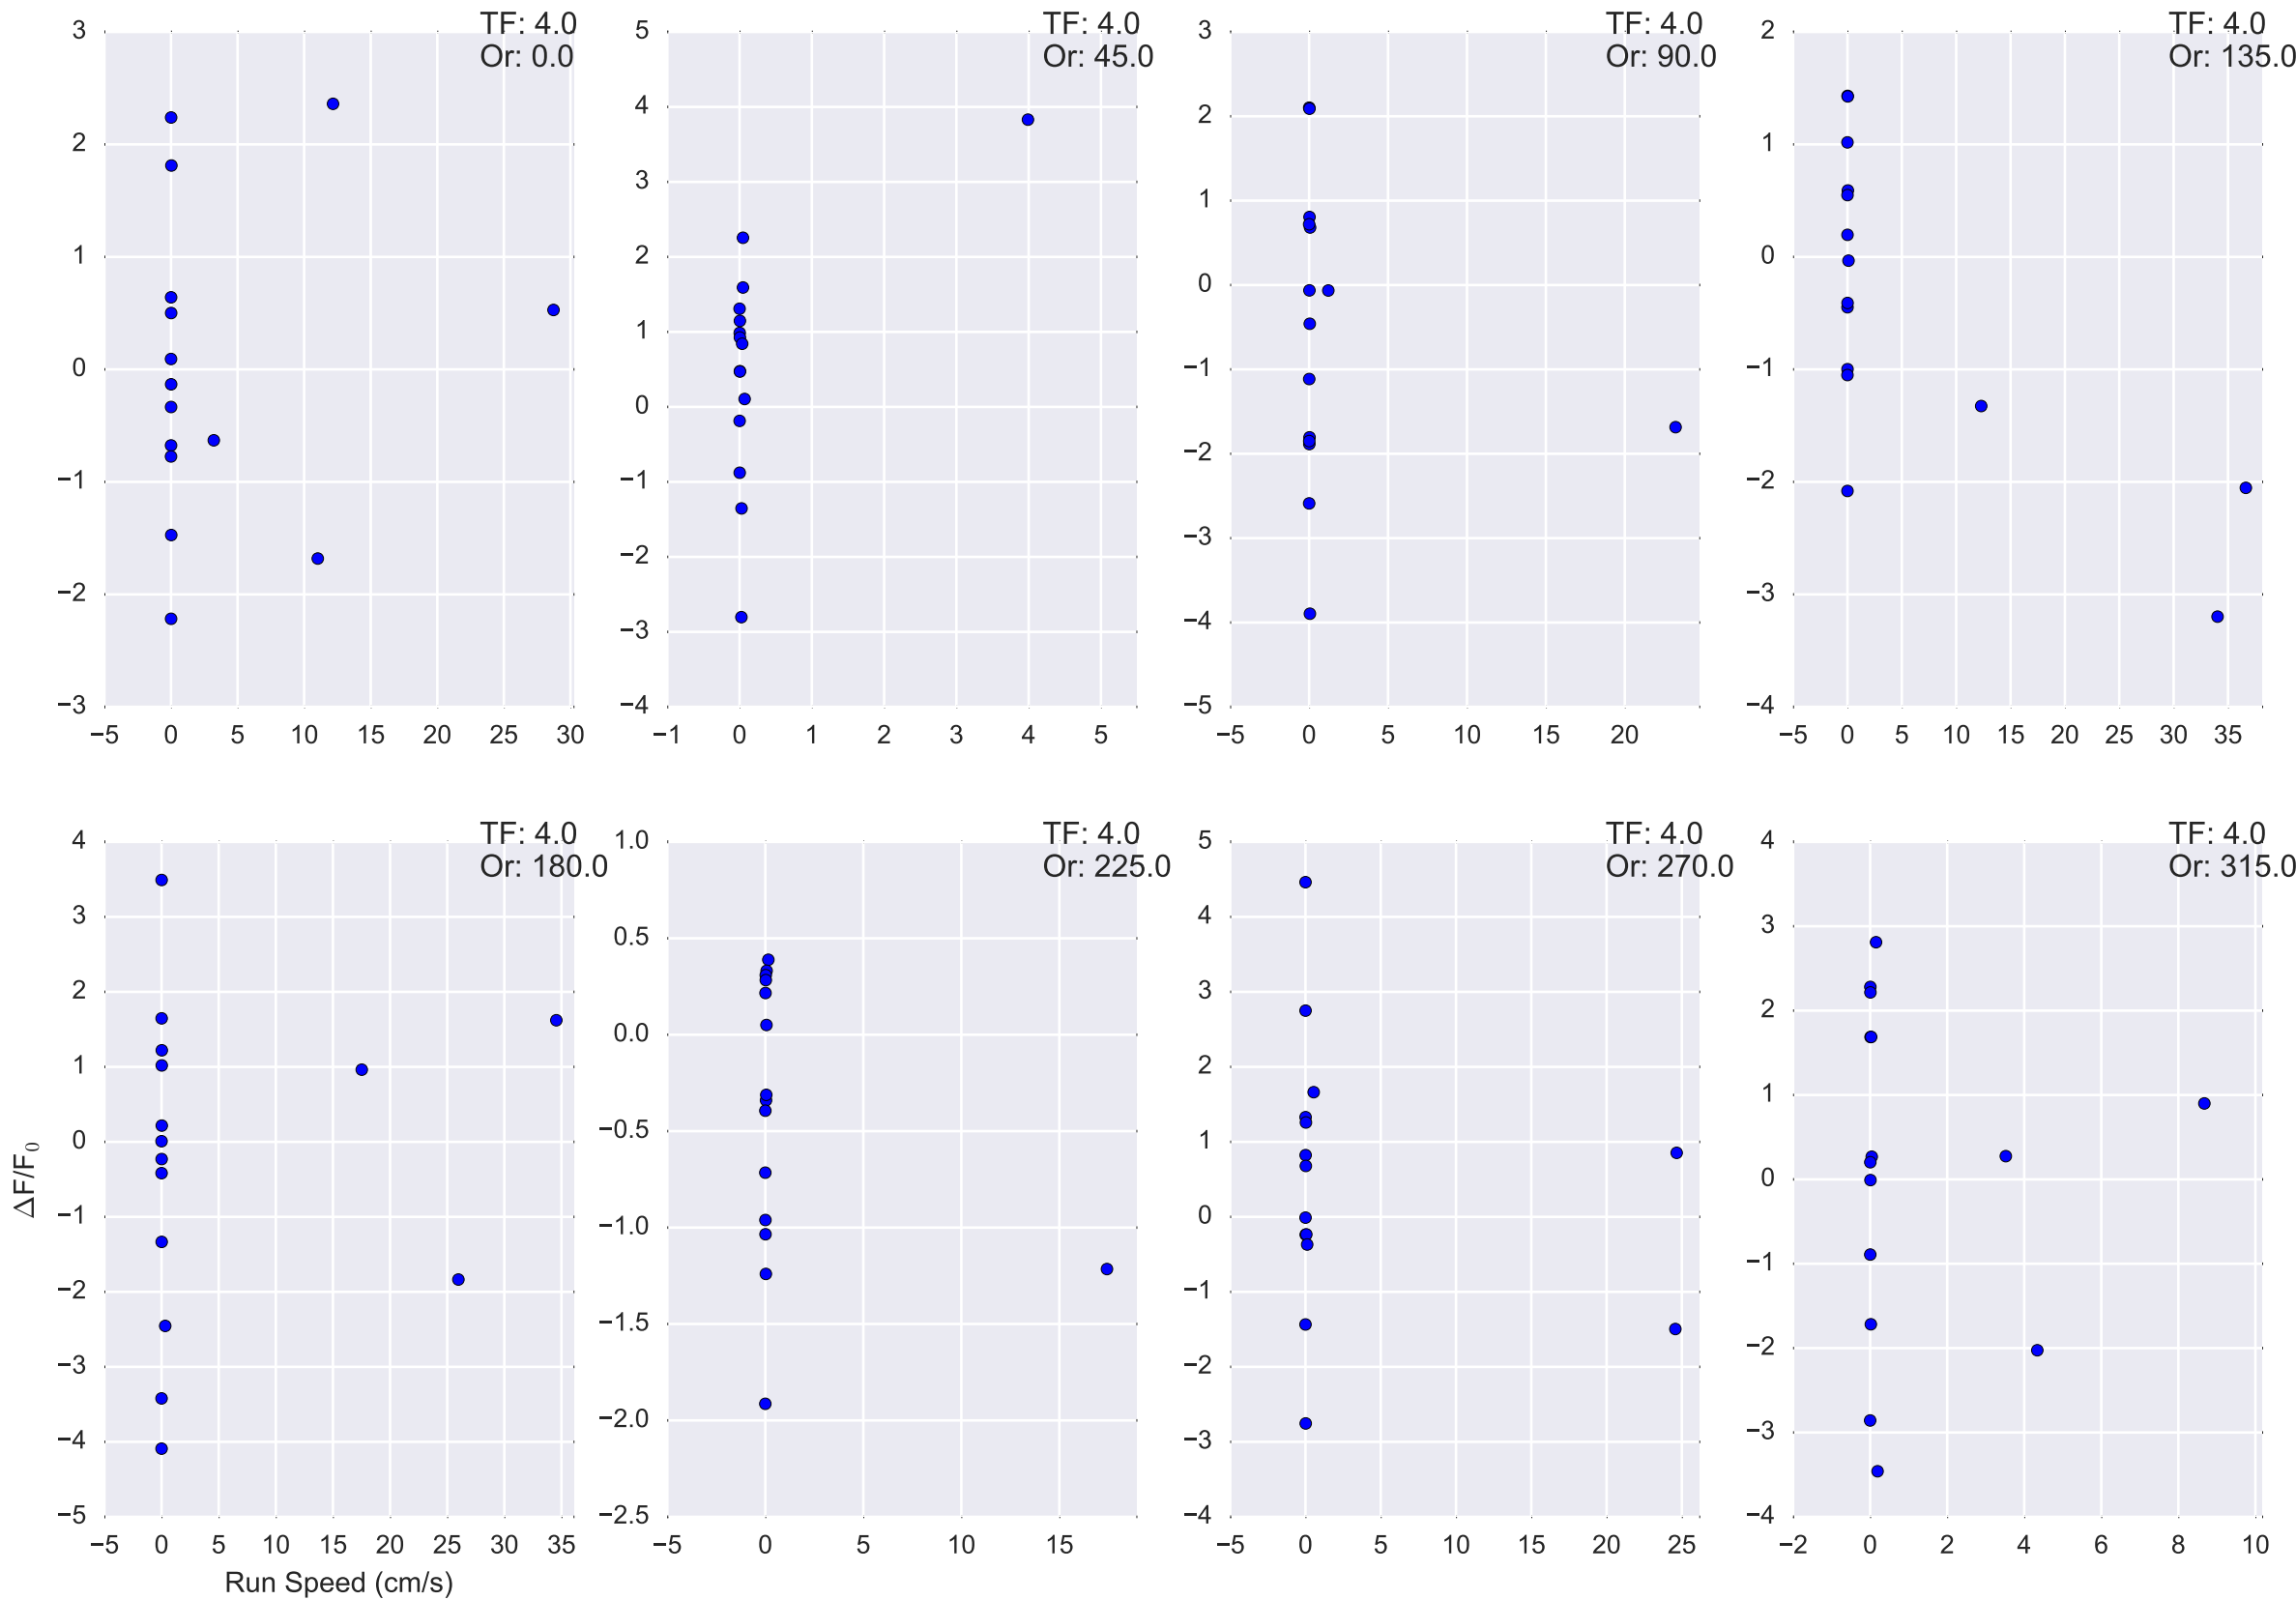 TF: 4.0
Or: 0.0
3
2
1
0
−1
−2
−3
−5 0 5 10 15 20 25 30
TF: 4.0
Or: 45.0
5
4
3
2
1
0
−1
−2
−3
−4
−1 0 1 2 3 4 5
TF: 4.0
Or: 90.0
3
2
1
0
−1
−2
−3
−4
−5
−5 0 5 10 15 20
TF: 4.0
Or: 135.0
2
1
0
−1
−2
−3
−4
−5 0 5 10 15 20 25 30 35
TF: 4.0
Or: 180.0
4
3
2
1
0
−1
−2
−3
−4
−5
−5 0 5 10 15 20 25 30 35
ΔF/F₀
Run Speed (cm/s)
TF: 4.0
Or: 225.0
1.0
0.5
0.0
−0.5
−1.0
−1.5
−2.0
−2.5
−5 0 5 10 15
TF: 4.0
Or: 270.0
5
4
3
2
1
0
−1
−2
−3
−4
−5 0 5 10 15 20 25
TF: 4.0
Or: 315.0
4
3
2
1
0
−1
−2
−3
−4
−2 0 2 4 6 8 10